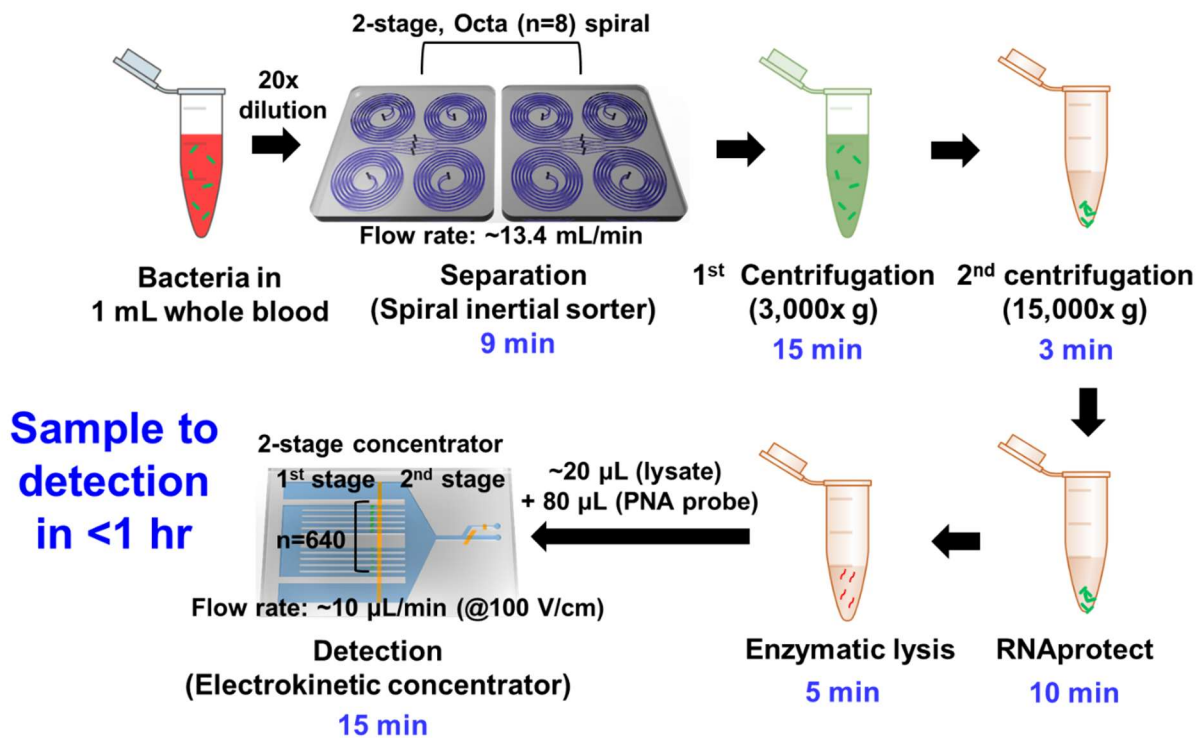 2-stage, Octa (n=8) spiral
20x
dilution
Flow rate: ~13.4 mL/min
Bacteria in
1 mL whole blood
Separation
(Spiral inertial sorter)
9 min
1st Centrifugation
(3,000x g)
15 min
2nd centrifugation
(15,000x g)
3 min
Sample to
detection
in <1 hr
2-stage concentrator
1st stage 2nd stage
n=640
Flow rate: ~10 µL/min (@100 V/cm)
Detection
(Electrokinetic concentrator)
15 min
~20 µL (lysate)
+ 80 µL (PNA probe)
Enzymatic lysis
5 min
RNAprotect
10 min